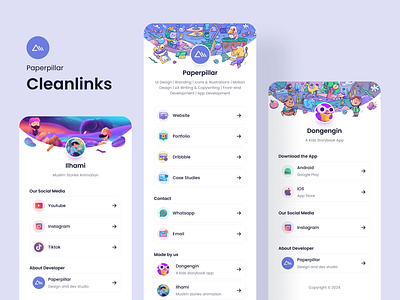 Paperpillar
Cleanlinks
Ilhami
Muslim Stories Animation
Our Social Media
Youtube
Instagram
Tiktok
About Developer
Paperpillar
Design and dev studio
Paperpillar
UI Design | Branding | Icons & Illustrations | Motion
Design | UX Writing & Copywriting | Front-end
Development | App Development
Website
Portfolio
Dribbble
Case Studies
Contact
Whatsapp
Email
Made by us
Dongengin
A Kids storybook app
Ilhami
Muslim stories animation
Dongengin
A Kids Storybook App
Download the App
Android
Google Play
IOS
App Store
Our Social Media
Instagram
About Developer
Paperpillar
Design and dev studio
Copyright © 2024